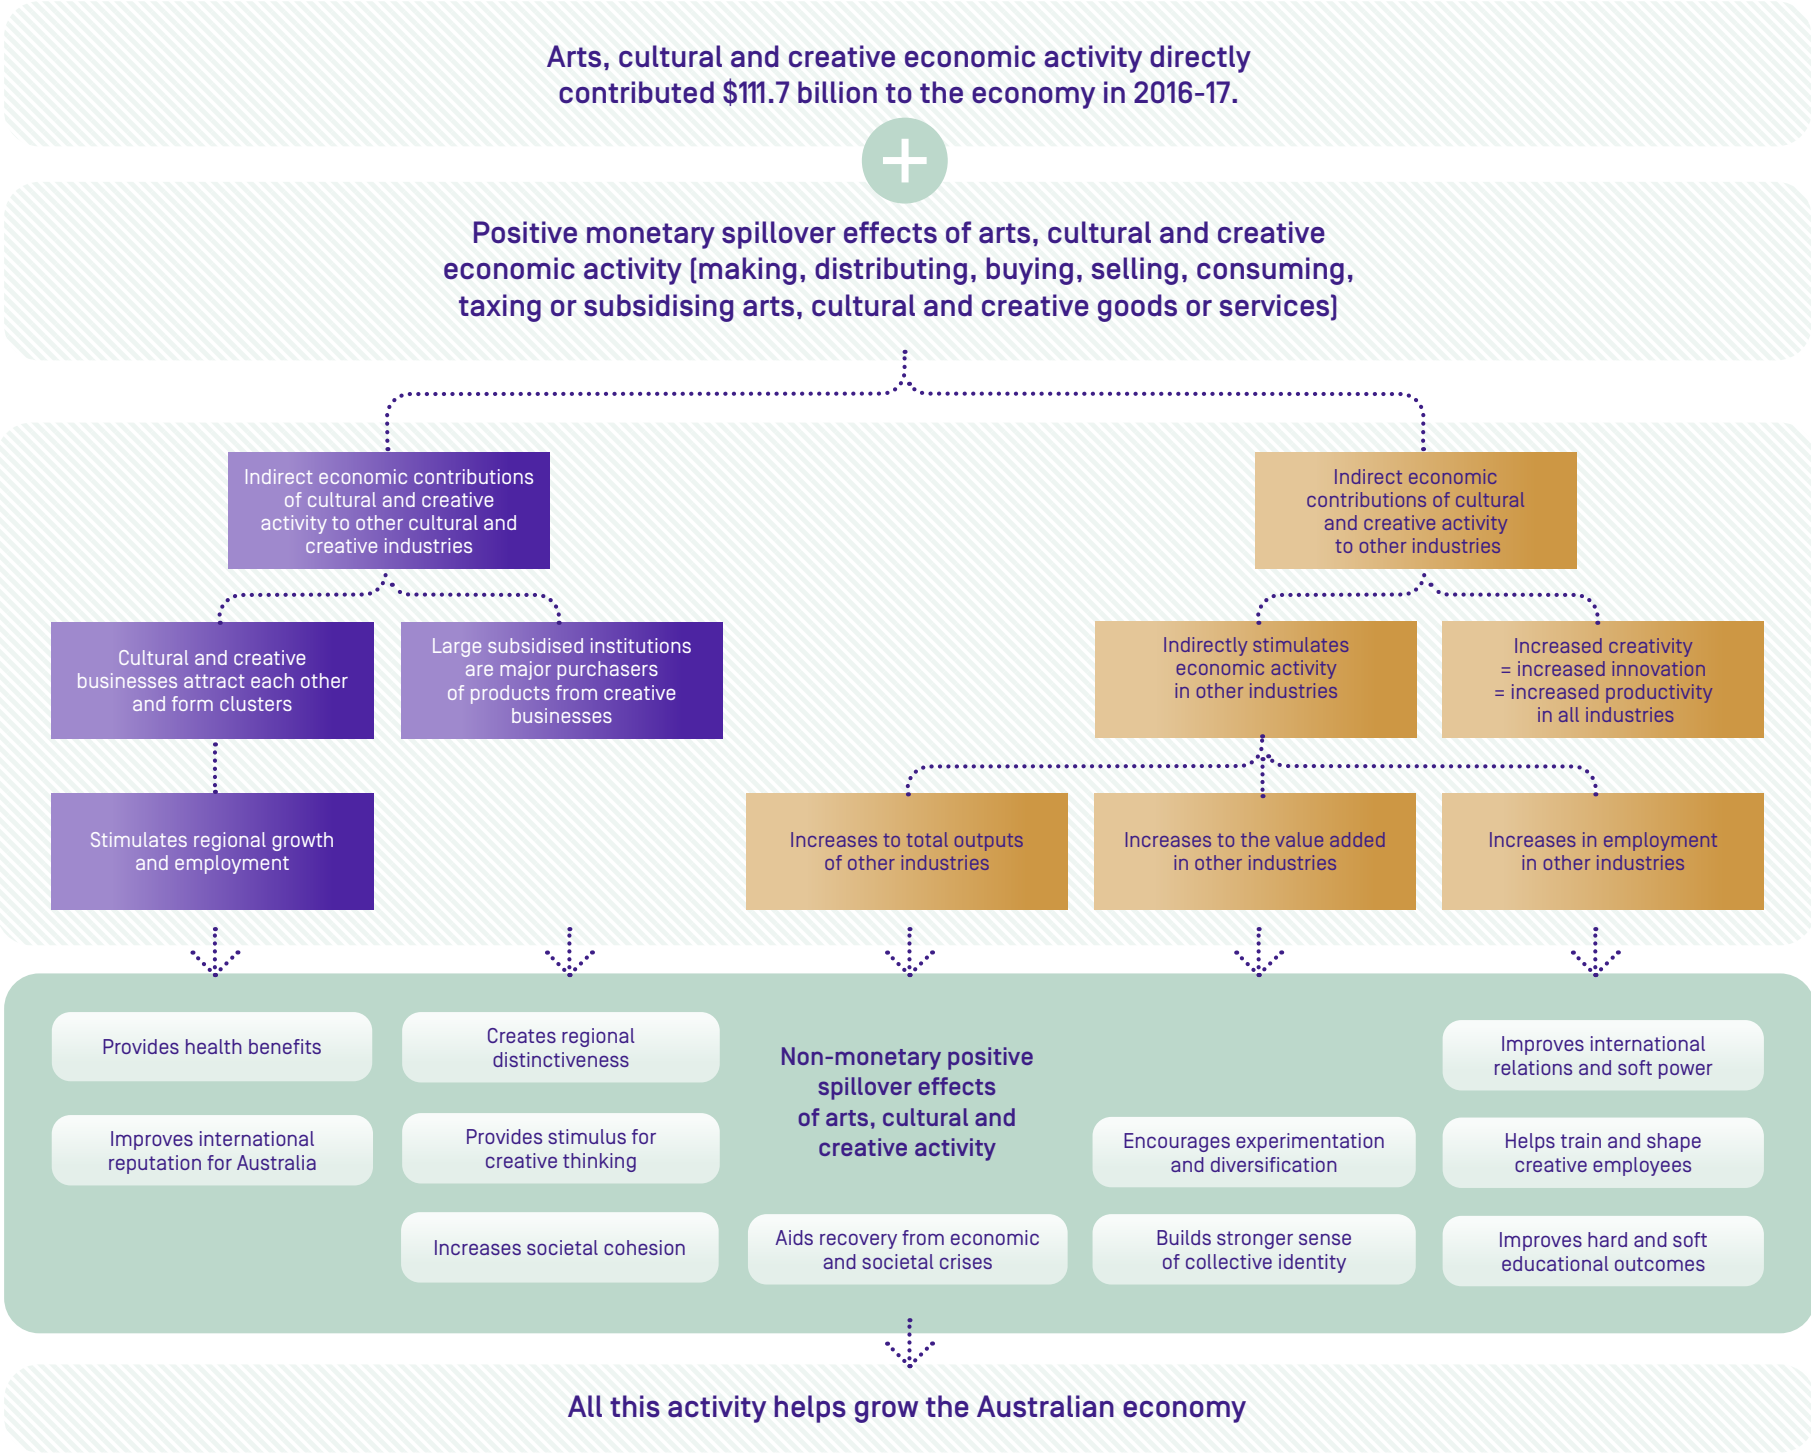 Arts, cultural and creative economic activity directly
contributed $111.7 billion to the economy in 2016-17.
+
Positive monetary spillover effects of arts, cultural and creative
economic activity (making, distributing, buying, selling, consuming,
taxing or subsidising arts, cultural and creative goods or services)
Indirect economic contributions
of cultural and creative
activity to other cultural and
creative industries
Indirect economic
contributions of cultural
and creative activity
to other industries
Cultural and creative
businesses attract each other
and form clusters
Large subsidised institutions
are major purchasers
of products from creative
businesses
Indirectly stimulates
economic activity
in other industries
Increased creativity
= increased innovation
= increased productivity
in all industries
Stimulates regional growth
and employment
Increases to total outputs
of other industries
Increases to the value added
in other industries
Increases in employment
in other industries
Provides health benefits
Creates regional
distinctiveness
Non-monetary positive
spillover effects
of arts, cultural and
creative activity
Improves international
relations and soft power
Improves international
reputation for Australia
Provides stimulus for
creative thinking
Encourages experimentation
and diversification
Helps train and shape
creative employees
Increases societal cohesion
Aids recovery from economic
and societal crises
Builds stronger sense
of collective identity
Improves hard and soft
educational outcomes
All this activity helps grow the Australian economy